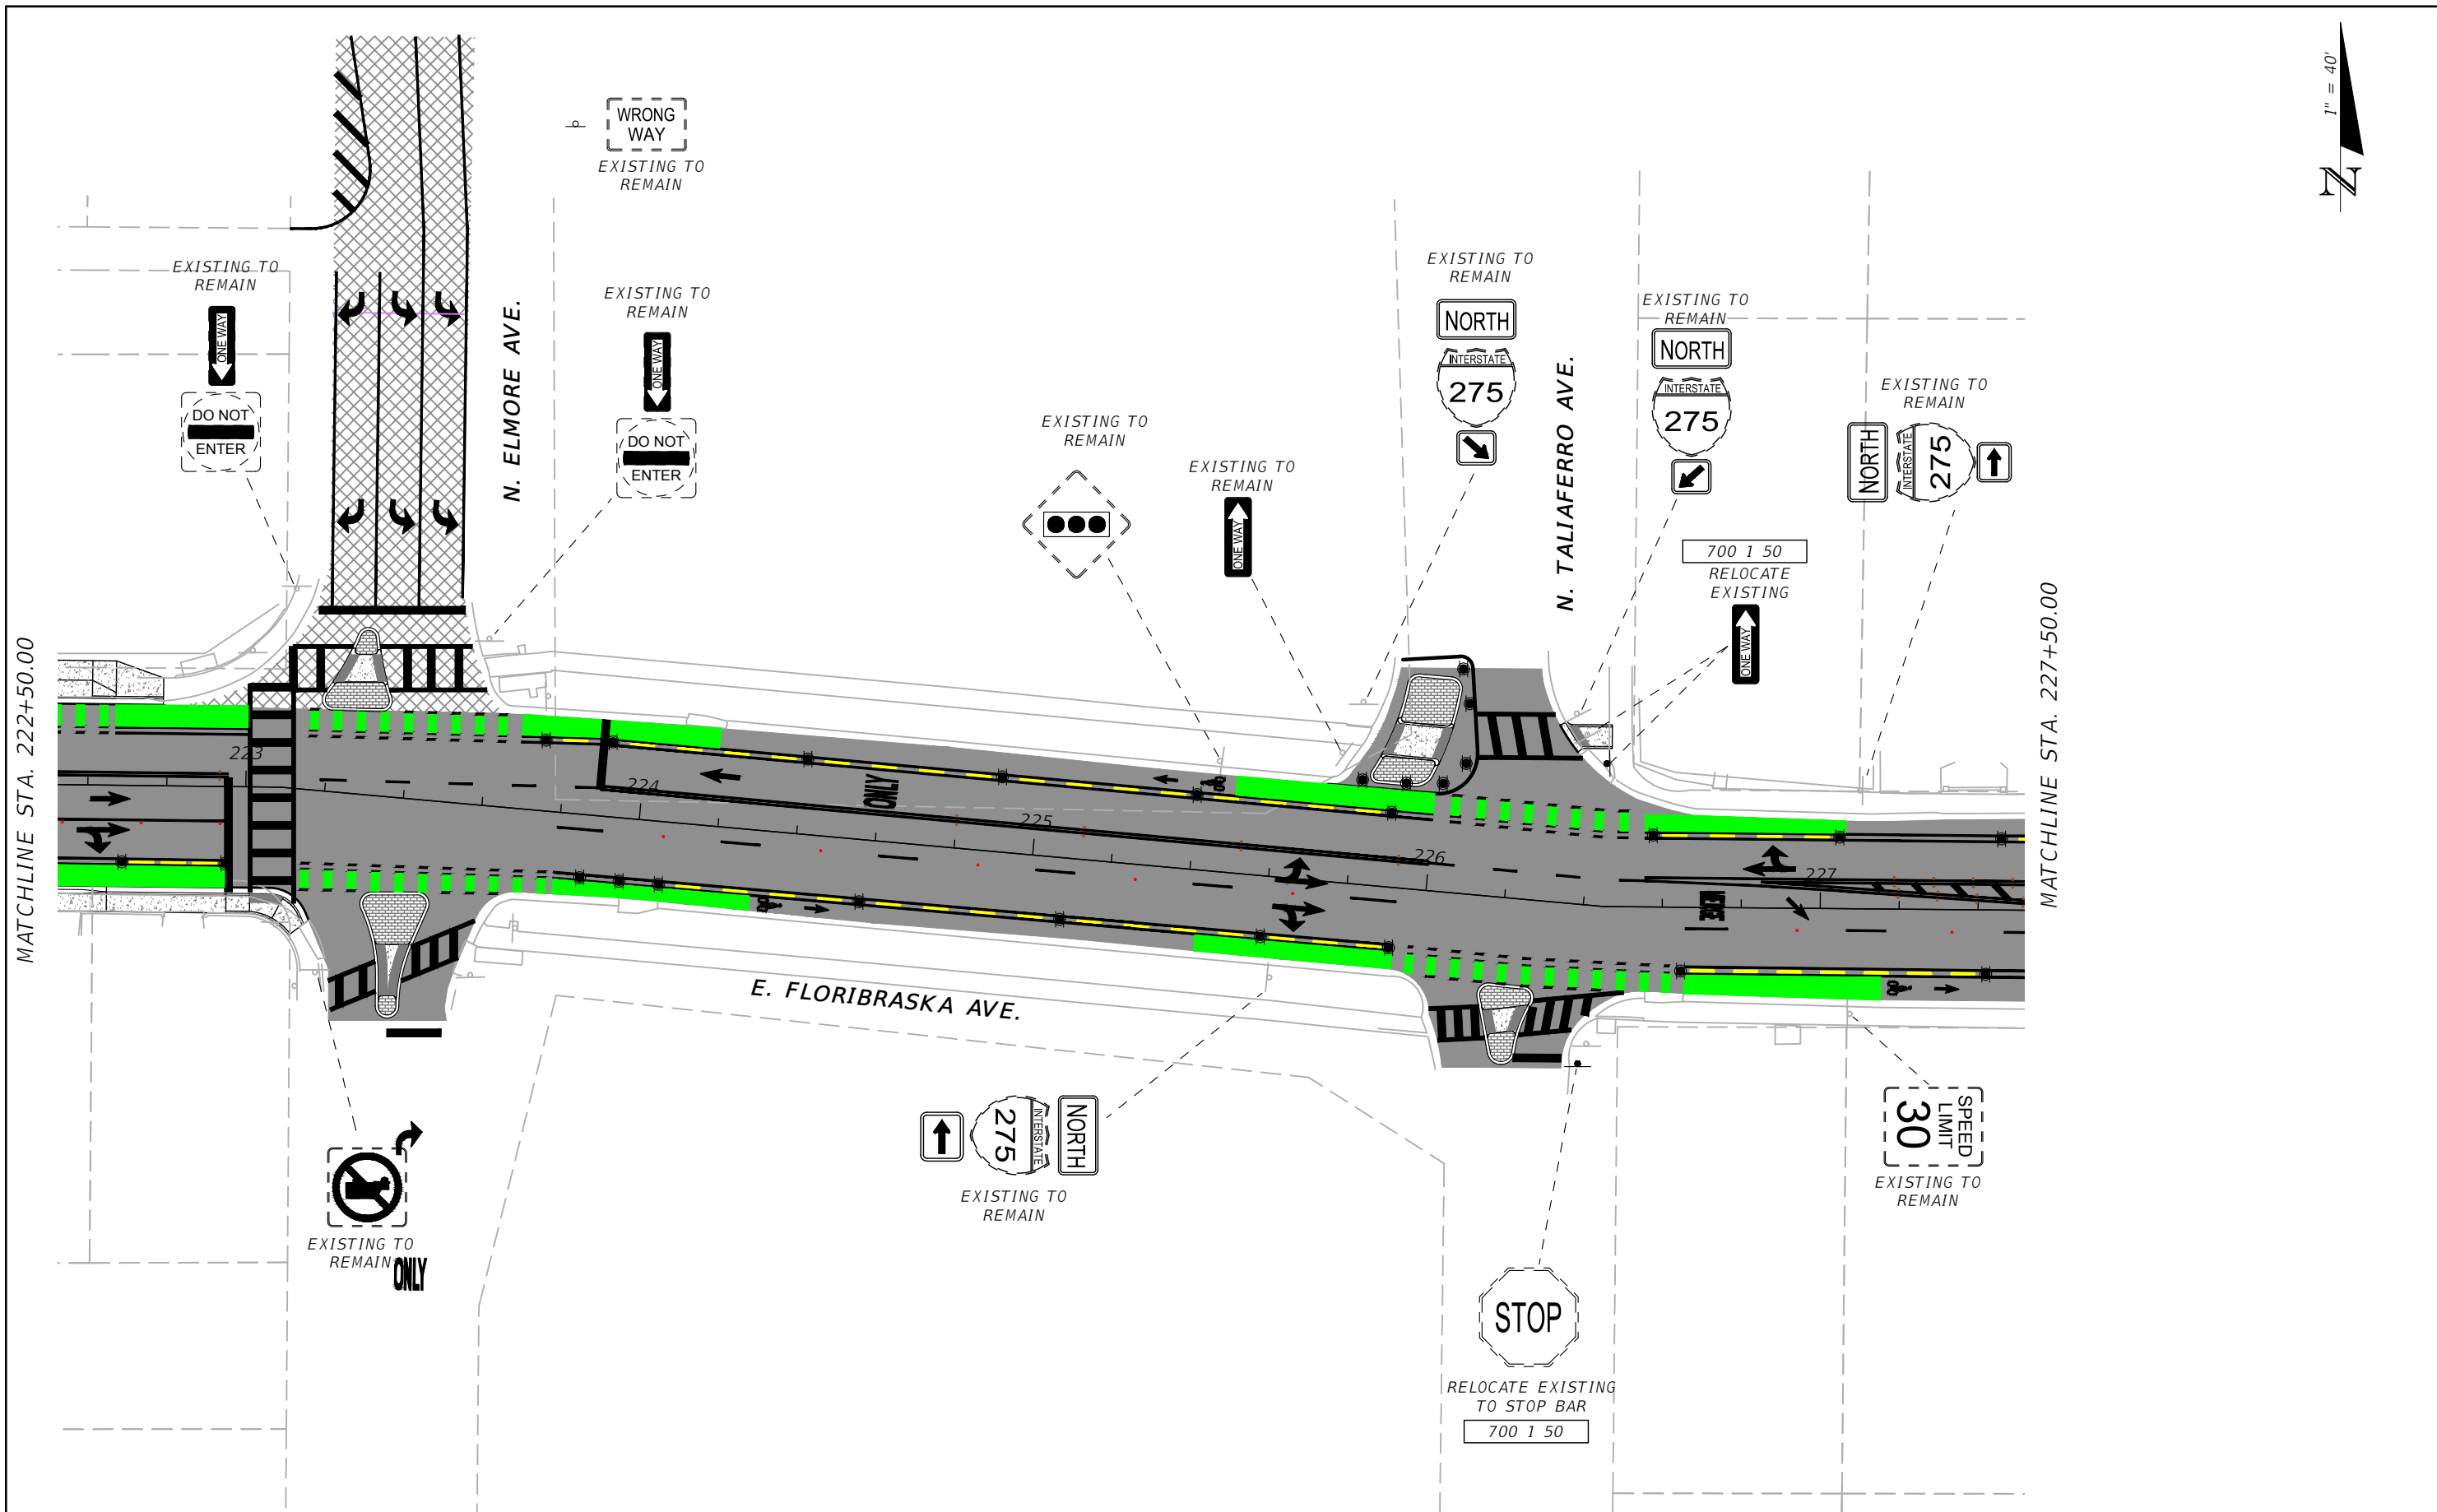 1" = 40'
N
WRONG
WAY
EXISTING TO
REMAIN
EXISTING TO
REMAIN
ONE WAY
DO NOT
ENTER
EXISTING TO
REMAIN
ONE WAY
DO NOT
ENTER
N. ELMORE AVE.
EXISTING TO
REMAIN
EXISTING TO
REMAIN
ONE WAY
EXISTING TO
REMAIN
NORTH
INTERSTATE
275
N. TALIAFERRO AVE.
EXISTING TO
REMAIN
NORTH
INTERSTATE
275
EXISTING TO
REMAIN
NORTH
INTERSTATE
275
700 1 50
RELOCATE
EXISTING
ONE WAY
MATCHLINE STA. 222+50.00
MATCHLINE STA. 227+50.00
223
224
ONLY
225
226
227
E. FLORIBRASKA AVE.
NORTH
INTERSTATE
275
EXISTING TO
REMAIN
SPEED
LIMIT
30
EXISTING TO
REMAIN
EXISTING TO
REMAIN
ONLY
STOP
RELOCATE EXISTING
TO STOP BAR
700 1 50